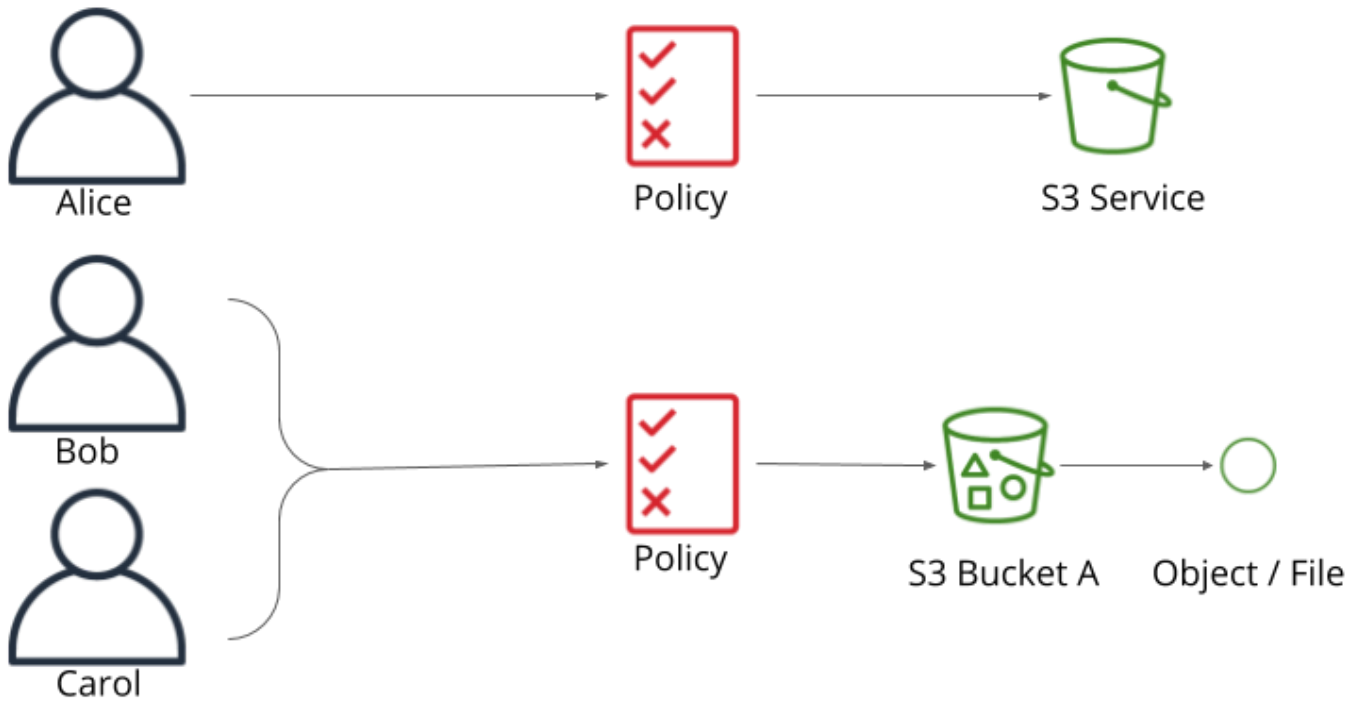 Alice
Policy
S3 Service
Bob
Policy
S3 Bucket A
Object / File
Carol